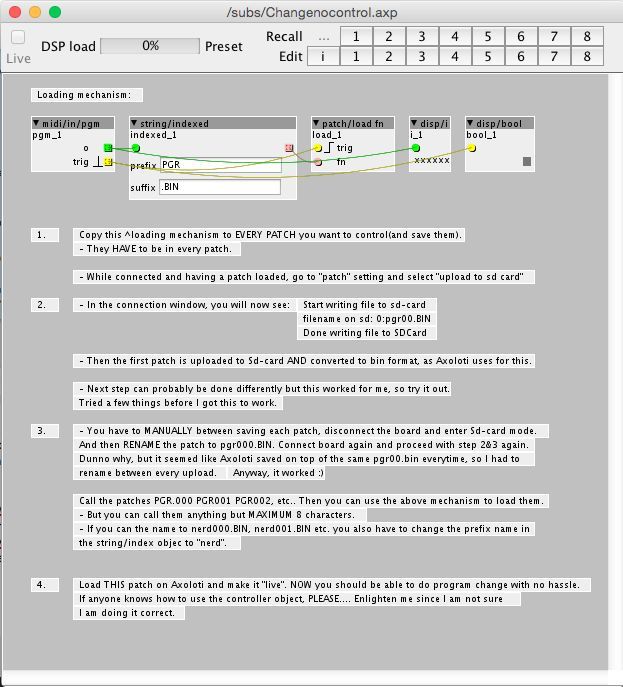 /subs/Changenocontrol.axp
Live
DSP load 0% Preset
Recall ... 1 2 3 4 5 6 7 8
Edit i 1 2 3 4 5 6 7 8
Loading mechanism:
midi/in/pgm
pgm_1
o
trig
string/indexed
indexed_1
prefix PGR
suffix .BIN
patch/load fn
load_1
trig
fn
disp/i
i_1
xxxxxx
disp/bool
bool_1
1. Copy this ^loading mechanism to EVERY PATCH you want to control(and save them).
- They HAVE to be in every patch.
- While connected and having a patch loaded, go to "patch" setting and select "upload to sd card"
2. - In the connection window, you will now see: Start writing file to sd-card
filename on sd: 0:pgr00.BIN
Done writing file to SDCard
- Then the first patch is uploaded to Sd-card AND converted to bin format, as Axoloti uses for this.
- Next step can probably be done differently but this worked for me, so try it out.
Tried a few things before I got this to work.
3. - You have to MANUALLY between saving each patch, disconnect the board and enter Sd-card mode.
And then RENAME the patch to pgr000.BIN. Connect board again and proceed with step 2&3 again.
Dunno why, but it seemed like Axoloti saved on top of the same pgr00.bin everytime, so I had to
rename between every upload. Anyway, it worked :)
Call the patches PGR.000 PGR001 PGR002, etc.. Then you can use the above mechanism to load them.
- But you can call them anything but MAXIMUM 8 characters.
- If you can the name to nerd000.BIN, nerd001.BIN etc. you also have to change the prefix name in
the string/index objec to "nerd".
4. Load THIS patch on Axoloti and make it "live". NOW you should be able to do program change with no hassle.
If anyone knows how to use the controller object, PLEASE.... Enlighten me since I am not sure
I am doing it correct.